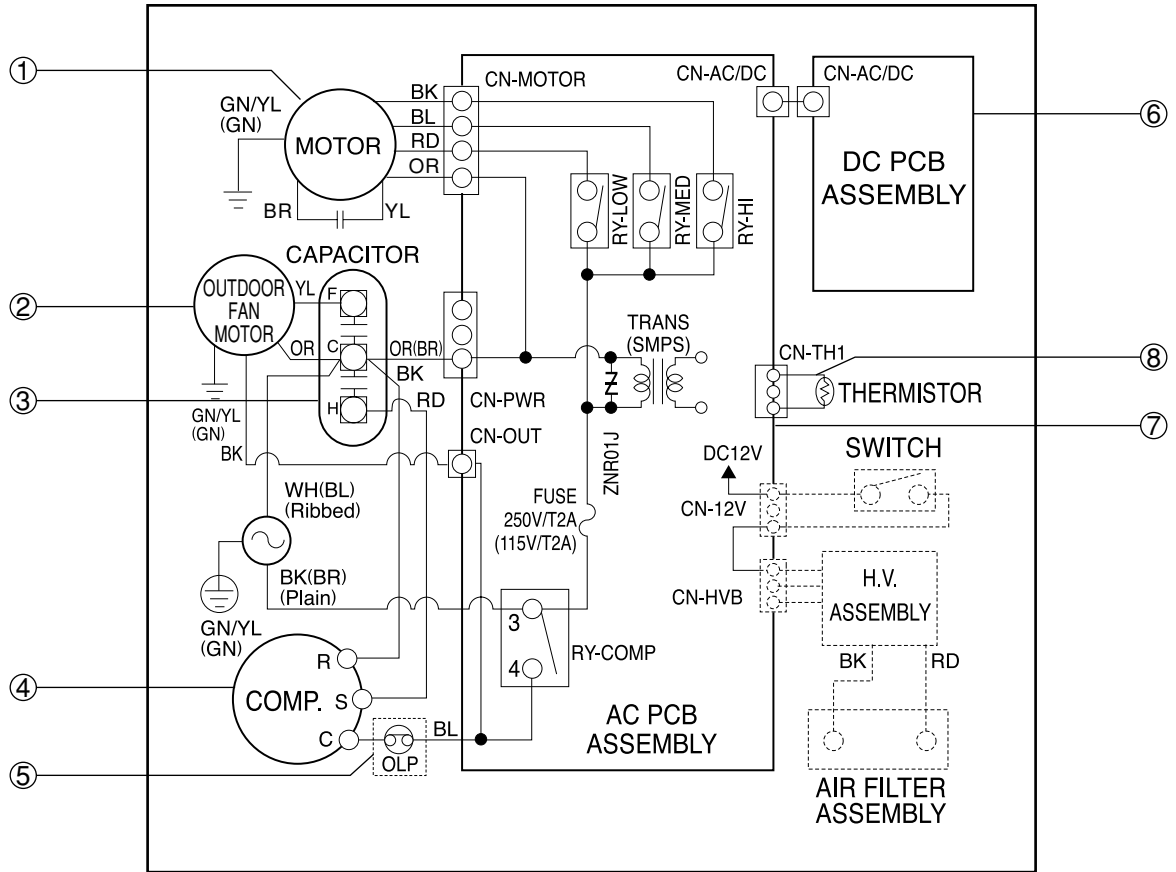 ①
CN-MOTOR
CN-AC/DC
CN-AC/DC
GN/YL
(GN)
BK
BL
RD
OR
MOTOR
⑥
DC PCB
ASSEMBLY
BR
YL
RY-LOW
RY-MED
RY-HI
CAPACITOR
②
OUTDOOR
FAN
MOTOR
YL
F
OR
C
OR(BR)
BK
TRANS
(SMPS)
CN-TH1
⑧
THERMISTOR
③
H
RD
CN-PWR
GN/YL
(GN)
CN-OUT
BK
ZNR01J
⑦
SWITCH
DC12V
WH(BL)
(Ribbed)
FUSE
250V/T2A
(115V/T2A)
CN-12V
BK(BR)
(Plain)
H.V.
ASSEMBLY
CN-HVB
GN/YL
(GN)
3
4
RY-COMP
BK
RD
R
④
COMP.
S
C
BL
OLP
⑤
AC PCB
ASSEMBLY
AIR FILTER
ASSEMBLY